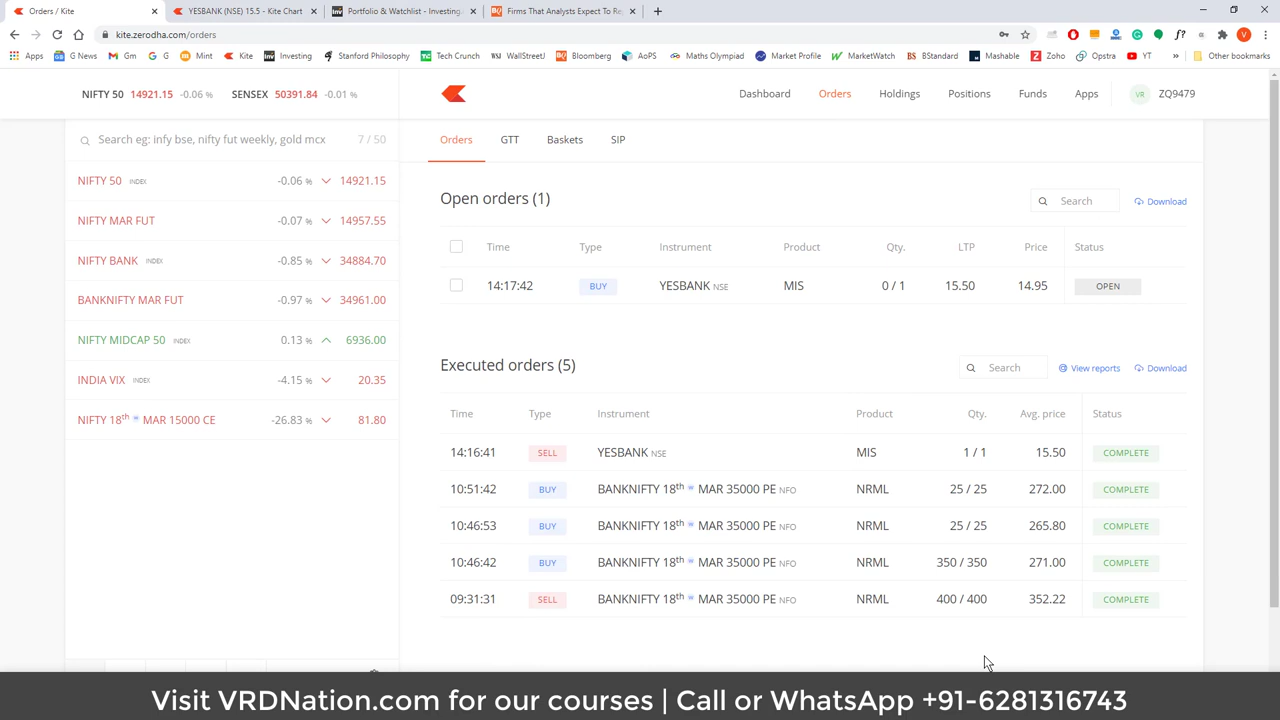 Orders / Kite
YESBANK (NSE) 15.5 - Kite Chart
Portfolio & Watchlist - Investing.
Firms That Analysts Expect To Re
kite.zerodha.com/orders
Apps G News Mint Gm G Mint Kite Investing Stanford Philosophy Tech Crunch WallStreet Bloomberg AoPS Maths Olympiad Market Profile MarketWatch BStandard Mashable Zoho Opstra YT » Other bookmarks
NIFTY 50 14921.15 -0.06 % SENSEX 50391.84 -0.01 %
Dashboard Orders Holdings Positions Funds Apps VR ZQ9479
Search eg: infy bse, nifty fut weekly, gold mcx 7 / 50
Orders GTT Baskets SIP
NIFTY 50 INDEX -0.06 % 14921.15
NIFTY MAR FUT -0.07 % 14957.55
NIFTY BANK INDEX -0.85 % 34884.70
BANKNIFTY MAR FUT -0.97 % 34961.00
NIFTY MIDCAP 50 INDEX 0.13 % 6936.00
INDIA VIX INDEX -4.15 % 20.35
NIFTY 18th w MAR 15000 CE -26.83 % 81.80
Open orders (1) Search Download
Time Type Instrument Product Qty. LTP Price Status
14:17:42 BUY YESBANK NSE MIS 0 / 1 15.50 14.95 OPEN
Executed orders (5) Search View reports Download
Time Type Instrument Product Qty. Avg. price Status
14:16:41 SELL YESBANK NSE MIS 1 / 1 15.50 COMPLETE
10:51:42 BUY BANKNIFTY 18th w MAR 35000 PE NFO NRML 25 / 25 272.00 COMPLETE
10:46:53 BUY BANKNIFTY 18th w MAR 35000 PE NFO NRML 25 / 25 265.80 COMPLETE
10:46:42 BUY BANKNIFTY 18th w MAR 35000 PE NFO NRML 350 / 350 271.00 COMPLETE
09:31:31 SELL BANKNIFTY 18th w MAR 35000 PE NFO NRML 400 / 400 352.22 COMPLETE
Visit VRDNation.com for our courses | Call or WhatsApp +91-6281316743